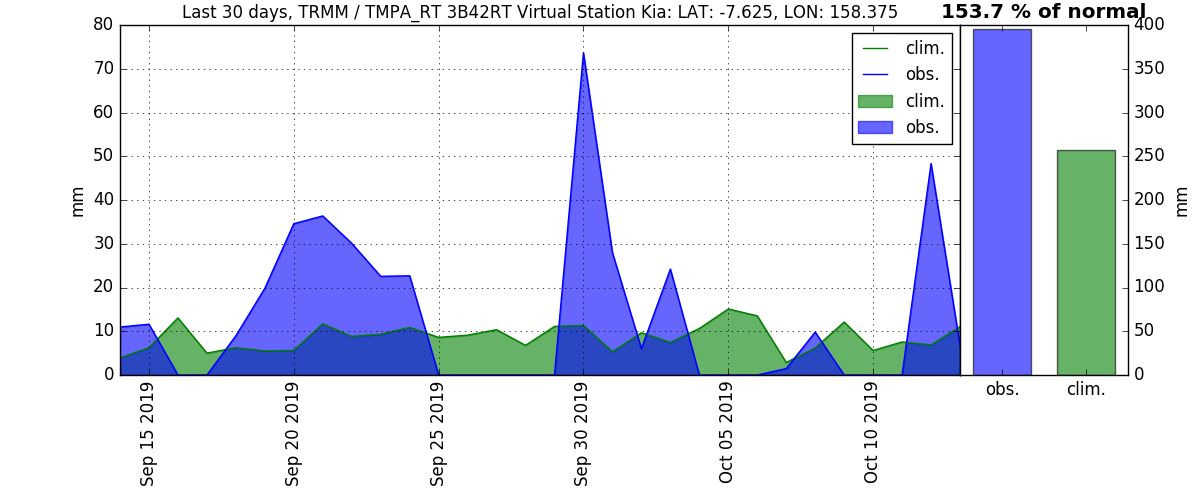 Last 30 days, TRMM / TMPA_RT 3B42RT Virtual Station Kia: LAT: -7.625, LON: 158.375
153.7 % of normal
80
70
60
50
40
30
20
10
0
mm
clim.
obs.
clim.
obs.
Sep 15 2019
Sep 20 2019
Sep 25 2019
Sep 30 2019
Oct 05 2019
Oct 10 2019
400
350
300
250
200
150
100
50
0
mm
obs.
clim.